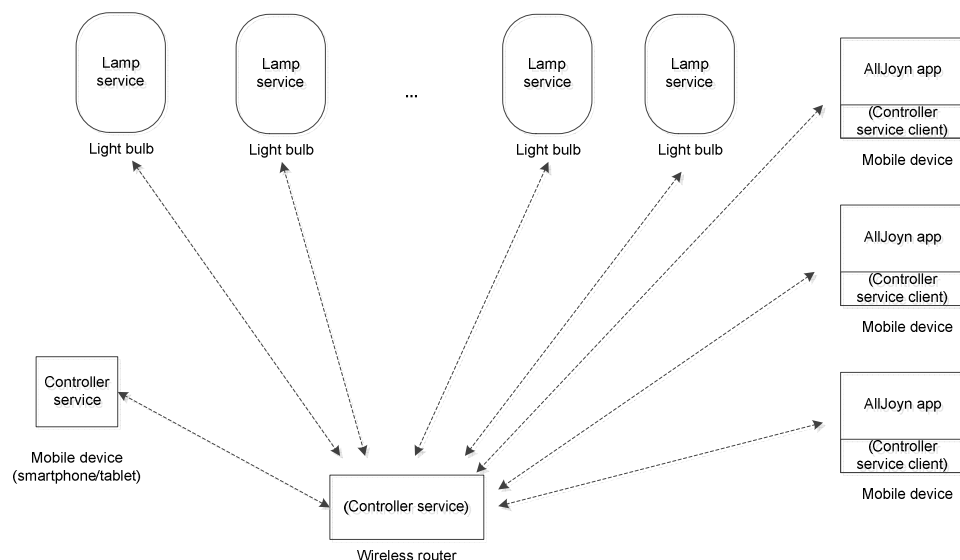 Lamp
service
Light bulb
Lamp
service
Light bulb
...
Lamp
service
Light bulb
Lamp
service
Light bulb
AllJoyn app
(Controller
service client)
Mobile device
AllJoyn app
(Controller
service client)
Mobile device
AllJoyn app
(Controller
service client)
Mobile device
Controller
service
Mobile device
(smartphone/tablet)
(Controller service)
Wireless router